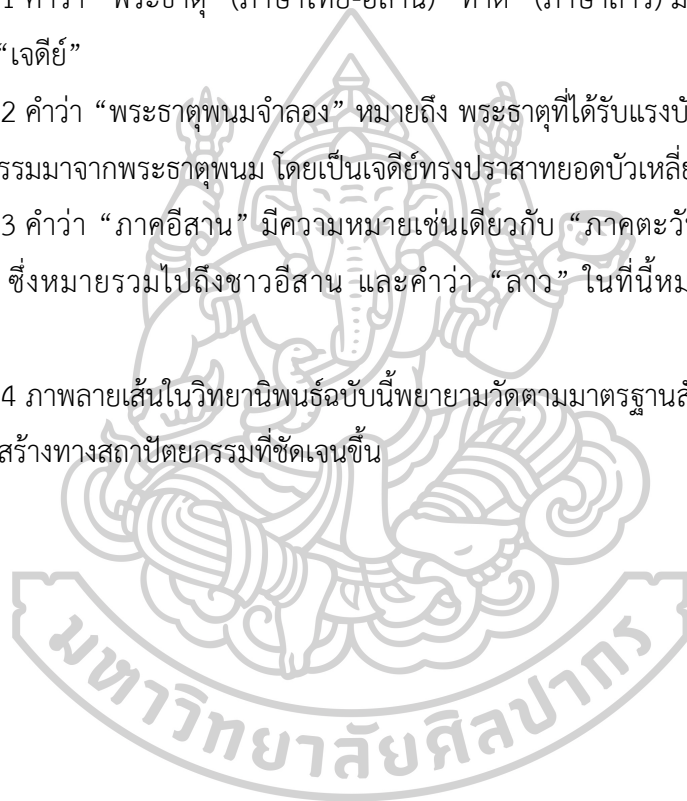 1 คำว่า “พระธาตุ” (ภาษาไทย-อีสาน) “ทาด” (ภาษาลาว) มี
“เจดีย์”
2 คำว่า “พระธาตุพนมจำลอง” หมายถึง พระธาตุที่ได้รับแรงบั
รรมมาจากพระธาตุพนม โดยเป็นเจดีย์ทรงปราสาทยอดบัวเหลี่ย
3 คำว่า “ภาคอีสาน” มีความหมายเช่นเดียวกับ “ภาคตะวั
ซึ่งหมายรวมไปถึงชาวอีสาน และคำว่า “ลาว” ในที่นี้หม
4 ภาพลายเส้นในวิทยานิพนธ์ฉบับนี้พยายามวัดตามมาตรฐานสั
สร้างทางสถาปัตยกรรมที่ชัดเจนขึ้น
มหาวิทยาลัยศิลปากร